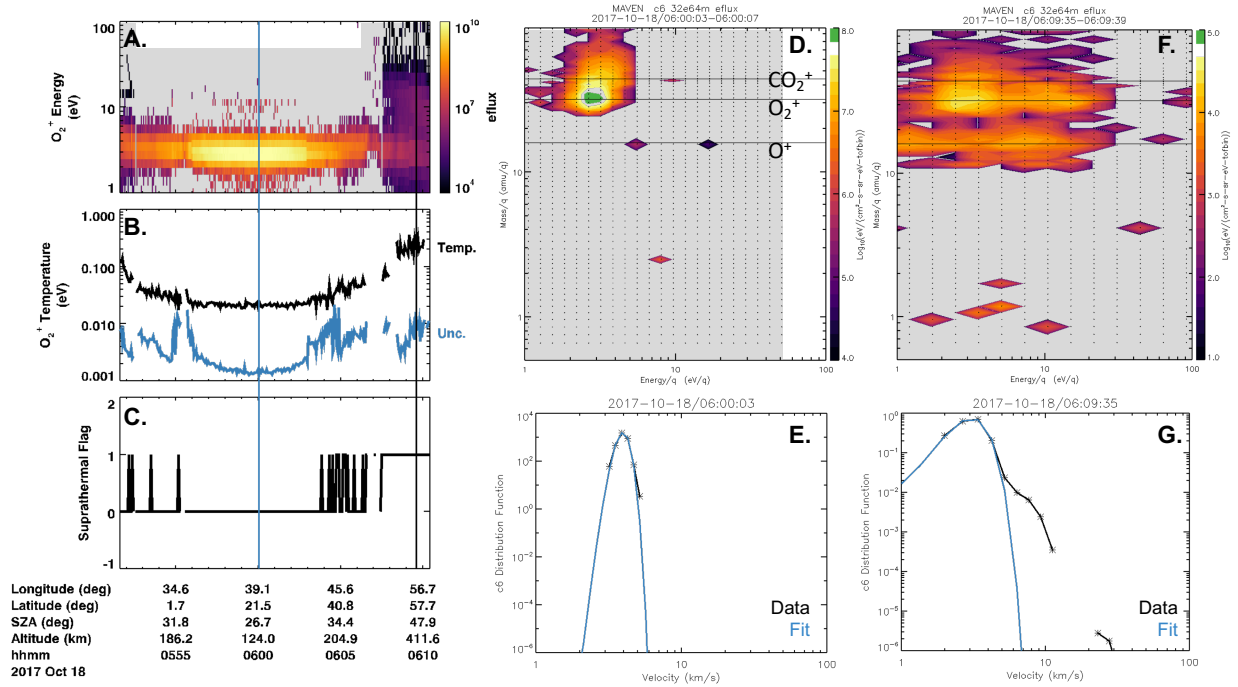 A.
100
10
1
O2+ Energy
(eV)
10^10
10^7
10^4
eflux
B.
1.000
0.100
0.010
0.001
O2+ Temperature
(eV)
Temp.
Unc.
C.
2
1
0
-1
Suprathermal Flag
Longitude (deg) 34.6 39.1 45.6 56.7
Latitude (deg) 1.7 21.5 40.8 57.7
SZA (deg) 31.8 26.7 34.4 47.9
Altitude (km) 186.2 124.0 204.9 411.6
hhmm 0555 0600 0605 0610
2017 Oct 18
MAVEN c6 32e64m eflux
2017-10-18/06:00:03-06:00:07
D.
CO2+
O2+
O+
10
1
Mass/q (amu/q)
1 10 100
Energy/q (eV/q)
8.0
7.0
6.0
5.0
4.0
Log10(eV/(cm²-s-sr-eV-tofbin))
MAVEN c6 32e64m eflux
2017-10-18/06:09:35-06:09:39
F.
10
1
Mass/q (amu/q)
1 10 100
Energy/q (eV/q)
5.0
4.0
3.0
2.0
1.0
Log10(eV/(cm²-s-sr-eV-tofbin))
2017-10-18/06:00:03
E.
10^4
10^2
10^0
10^-2
10^-4
10^-6
c6 Distribution Function
Data
Fit
1 10 100
Velocity (km/s)
2017-10-18/06:09:35
G.
10^0
10^-1
10^-2
10^-3
10^-4
10^-5
10^-6
c6 Distribution Function
Data
Fit
1 10 100
Velocity (km/s)